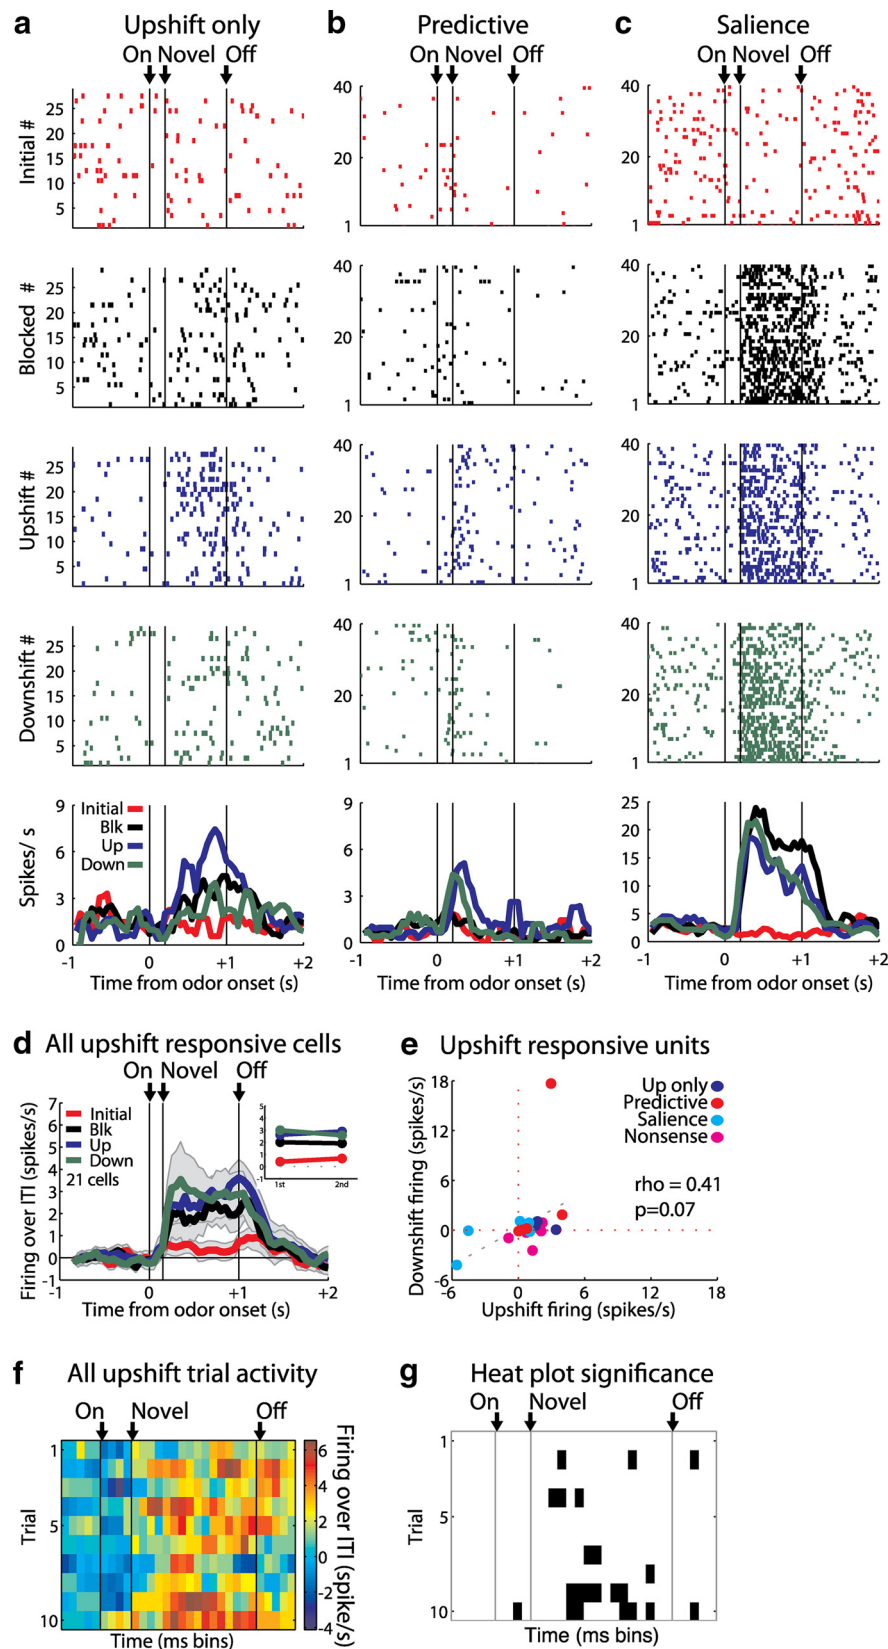 a Upshift only
b Predictive
c Salience
On Novel Off
On Novel Off
On Novel Off
Initial #
25
20
15
10
5
40
20
1
40
20
1
Blocked #
25
20
15
10
5
40
20
1
40
20
1
Upshift #
25
20
15
10
5
40
20
1
40
20
1
Downshift #
25
20
15
10
5
40
20
1
40
20
1
Spikes/ s
9
6
3
0
Initial
Blk
Up
Down
9
6
3
0
25
20
15
10
5
0
-1 0 +1 +2
-1 0 +1 +2
-1 0 +1 +2
Time from odor onset (s)
Time from odor onset (s)
Time from odor onset (s)
d All upshift responsive cells
On Novel Off
Firing over ITI (spikes/s)
7
6
5
4
3
2
1
0
-1
Initial
Blk
Up
Down
21 cells
5
4
3
2
1
0
-1
1st 2nd
-1 0 +1 +2
Time from odor onset (s)
e Upshift responsive units
Downshift firing (spikes/s)
18
12
6
0
-6
Up only
Predictive
Salience
Nonsense
rho = 0.41
p=0.07
-6 0 6 12 18
Upshift firing (spikes/s)
f All upshift trial activity
On Novel Off
Trial
1
5
10
Time (ms bins)
6
4
2
0
-2
-4
Firing over ITI (spike/s)
g Heat plot significance
On Novel Off
Trial
1
5
10
Time (ms bins)